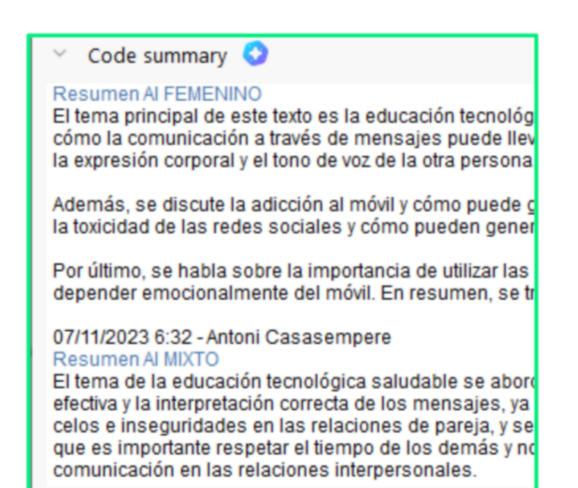 Code summary
Resumen AI FEMENINO
El tema principal de este texto es la educación
cómo la comunicación a través de mensajes puede
la expresión corporal y el tono de voz de la otra persona
Además, se discute la adicción al móvil y cómo puede
la toxicidad de las redes sociales y cómo pueden
Por último, se habla sobre la importancia de utilizar las
depender emocionalmente del móvil. En resumen, se
07/11/2023 6:32 - Antoni Casasempere
Resumen AI MIXTO
El tema de la educación tecnológica saludable se
efectiva y la interpretación correcta de los mensajes, ya
celos e inseguridades en las relaciones de pareja, y se
que es importante respetar el tiempo de los demás y
comunicación en las relaciones interpersonales.